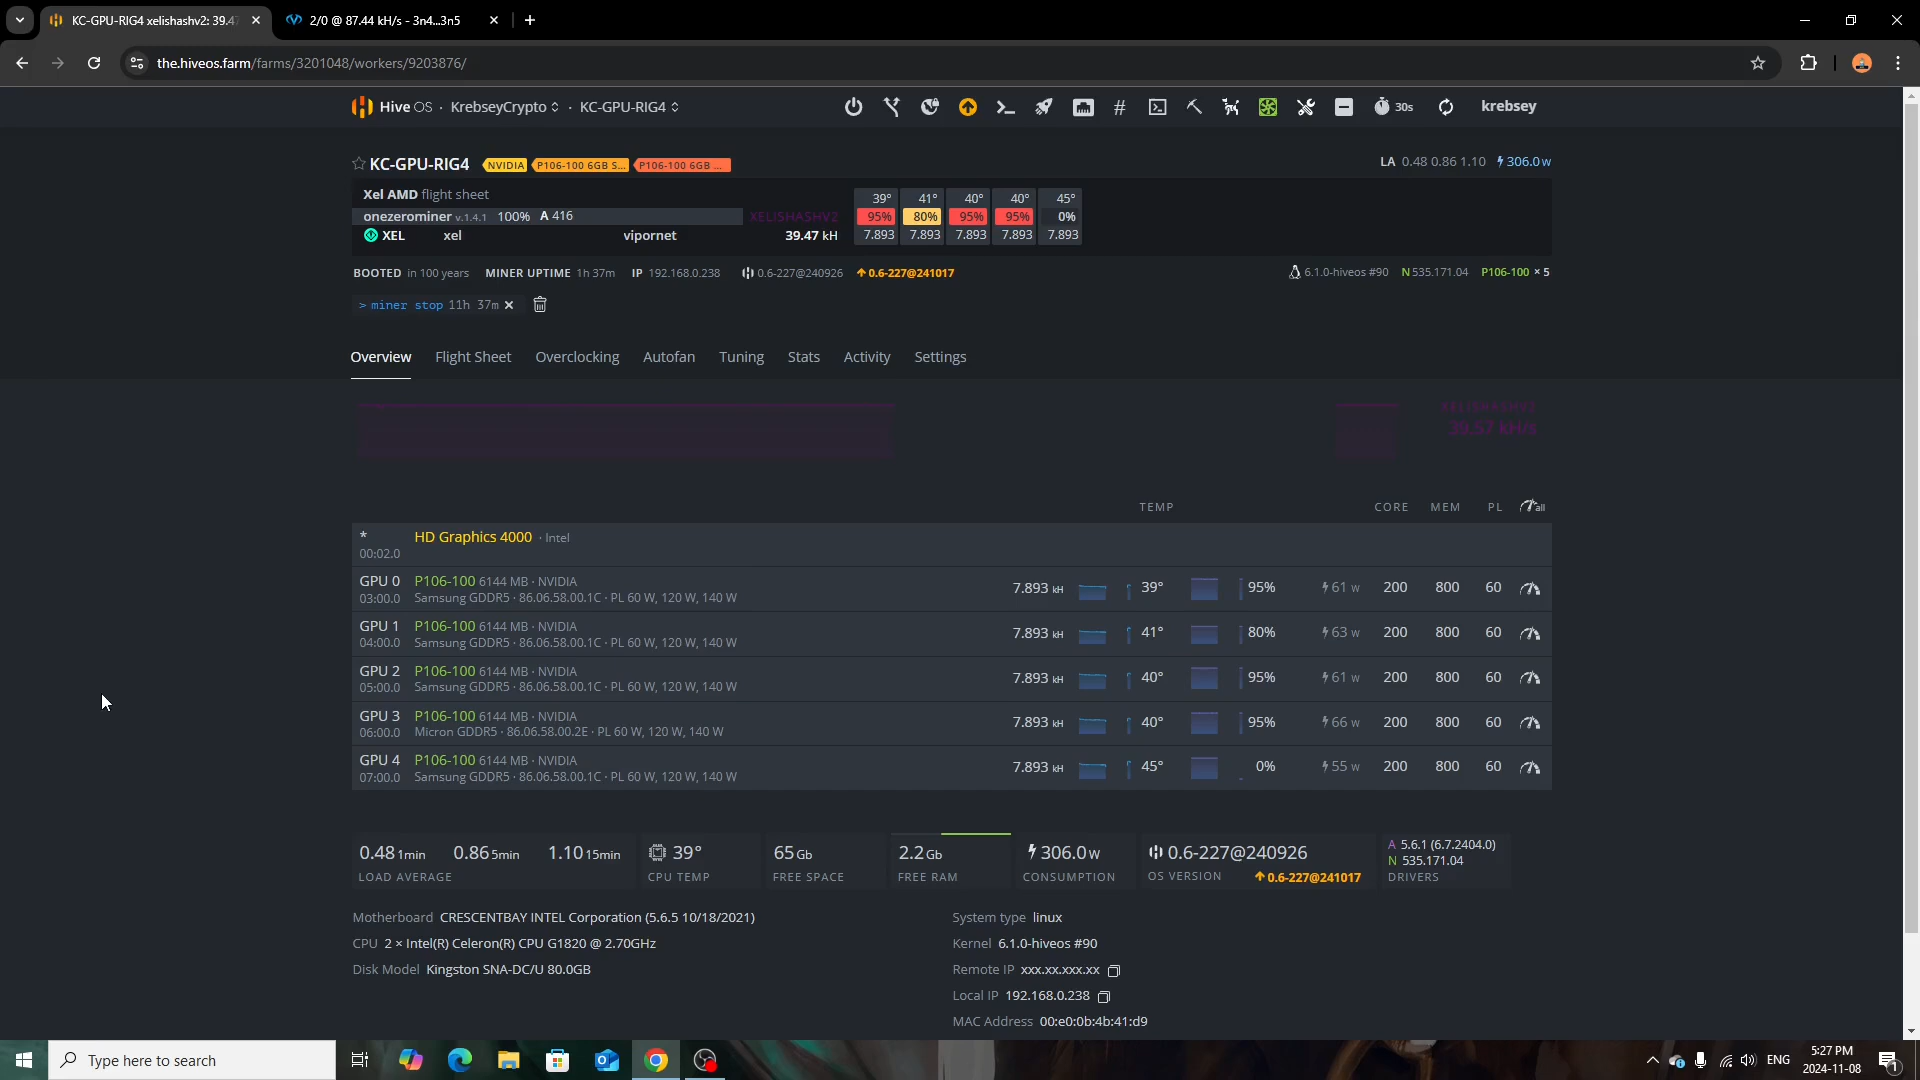 KC-GPU-RIG4 xelishashv2: 39.4
2/0 @ 87.44 kH/s - 3n4...3n5
the.hiveos.farm/farms/3201048/workers/9203876/
Hive OS · KrebseyCrypto · KC-GPU-RIG4
30s
krebsey
KC-GPU-RIG4 NVIDIA P106-100 6GB S... P106-100 6GB ...
LA 0.48 0.86 1.10 306.0 W
Xel AMD flight sheet
39° 41° 40° 40° 45°
onezerominer v.1.4.1 100% A 416 XELISHASHV2
95% 80% 95% 95% 0%
XEL xel vipornet 39.47 kH
7.893 7.893 7.893 7.893 7.893
BOOTED in 100 years MINER UPTIME 1h 37m IP 192.168.0.238 0.6-227@240926 0.6-227@241017
6.1.0-hiveos #90 N 535.171.04 P106-100 × 5
> miner stop 11h 37m
Overview Flight Sheet Overclocking Autofan Tuning Stats Activity Settings
XELISHASHV2
39.57 kH/s
TEMP CORE MEM PL all
* HD Graphics 4000 · Intel
00:02.0
GPU 0 P106-100 6144 MB · NVIDIA
03:00.0 Samsung GDDR5 · 86.06.58.00.1C · PL 60 W, 120 W, 140 W
7.893 kH 39° 95% 61 W 200 800 60
GPU 1 P106-100 6144 MB · NVIDIA
04:00.0 Samsung GDDR5 · 86.06.58.00.1C · PL 60 W, 120 W, 140 W
7.893 kH 41° 80% 63 W 200 800 60
GPU 2 P106-100 6144 MB · NVIDIA
05:00.0 Samsung GDDR5 · 86.06.58.00.1C · PL 60 W, 120 W, 140 W
7.893 kH 40° 95% 61 W 200 800 60
GPU 3 P106-100 6144 MB · NVIDIA
06:00.0 Micron GDDR5 · 86.06.58.00.2E · PL 60 W, 120 W, 140 W
7.893 kH 40° 95% 66 W 200 800 60
GPU 4 P106-100 6144 MB · NVIDIA
07:00.0 Samsung GDDR5 · 86.06.58.00.1C · PL 60 W, 120 W, 140 W
7.893 kH 45° 0% 55 W 200 800 60
0.48 1min 0.86 5min 1.10 15min
LOAD AVERAGE
39°
CPU TEMP
65 Gb
FREE SPACE
2.2 Gb
FREE RAM
306.0 W
CONSUMPTION
0.6-227@240926
OS VERSION 0.6-227@241017
A 5.6.1 (6.7.2404.0)
N 535.171.04
DRIVERS
Motherboard CRESCENTBAY INTEL Corporation (5.6.5 10/18/2021)
CPU 2 × Intel(R) Celeron(R) CPU G1820 @ 2.70GHz
Disk Model Kingston SNA-DC/U 80.0GB
System type linux
Kernel 6.1.0-hiveos #90
Remote IP xxx.xx.xxx.xx
Local IP 192.168.0.238
MAC Address 00:e0:0b:4b:41:d9
Type here to search
ENG
5:27 PM
2024-11-08
1